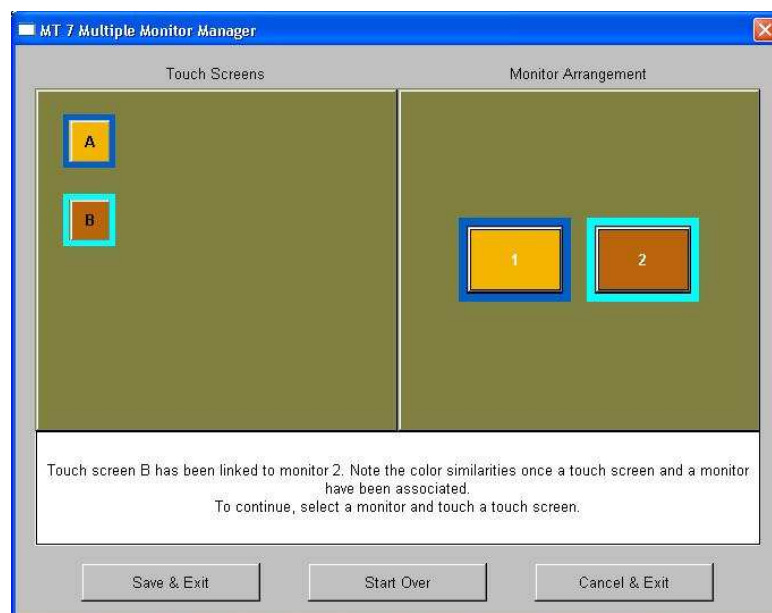 MT 7 Multiple Monitor Manager
Touch Screens
Monitor Arrangement
A
B
1
2
Touch screen B has been linked to monitor 2. Note the color similarities once a touch screen and a monitor
have been associated.
To continue, select a monitor and touch a touch screen.
Save & Exit
Start Over
Cancel & Exit